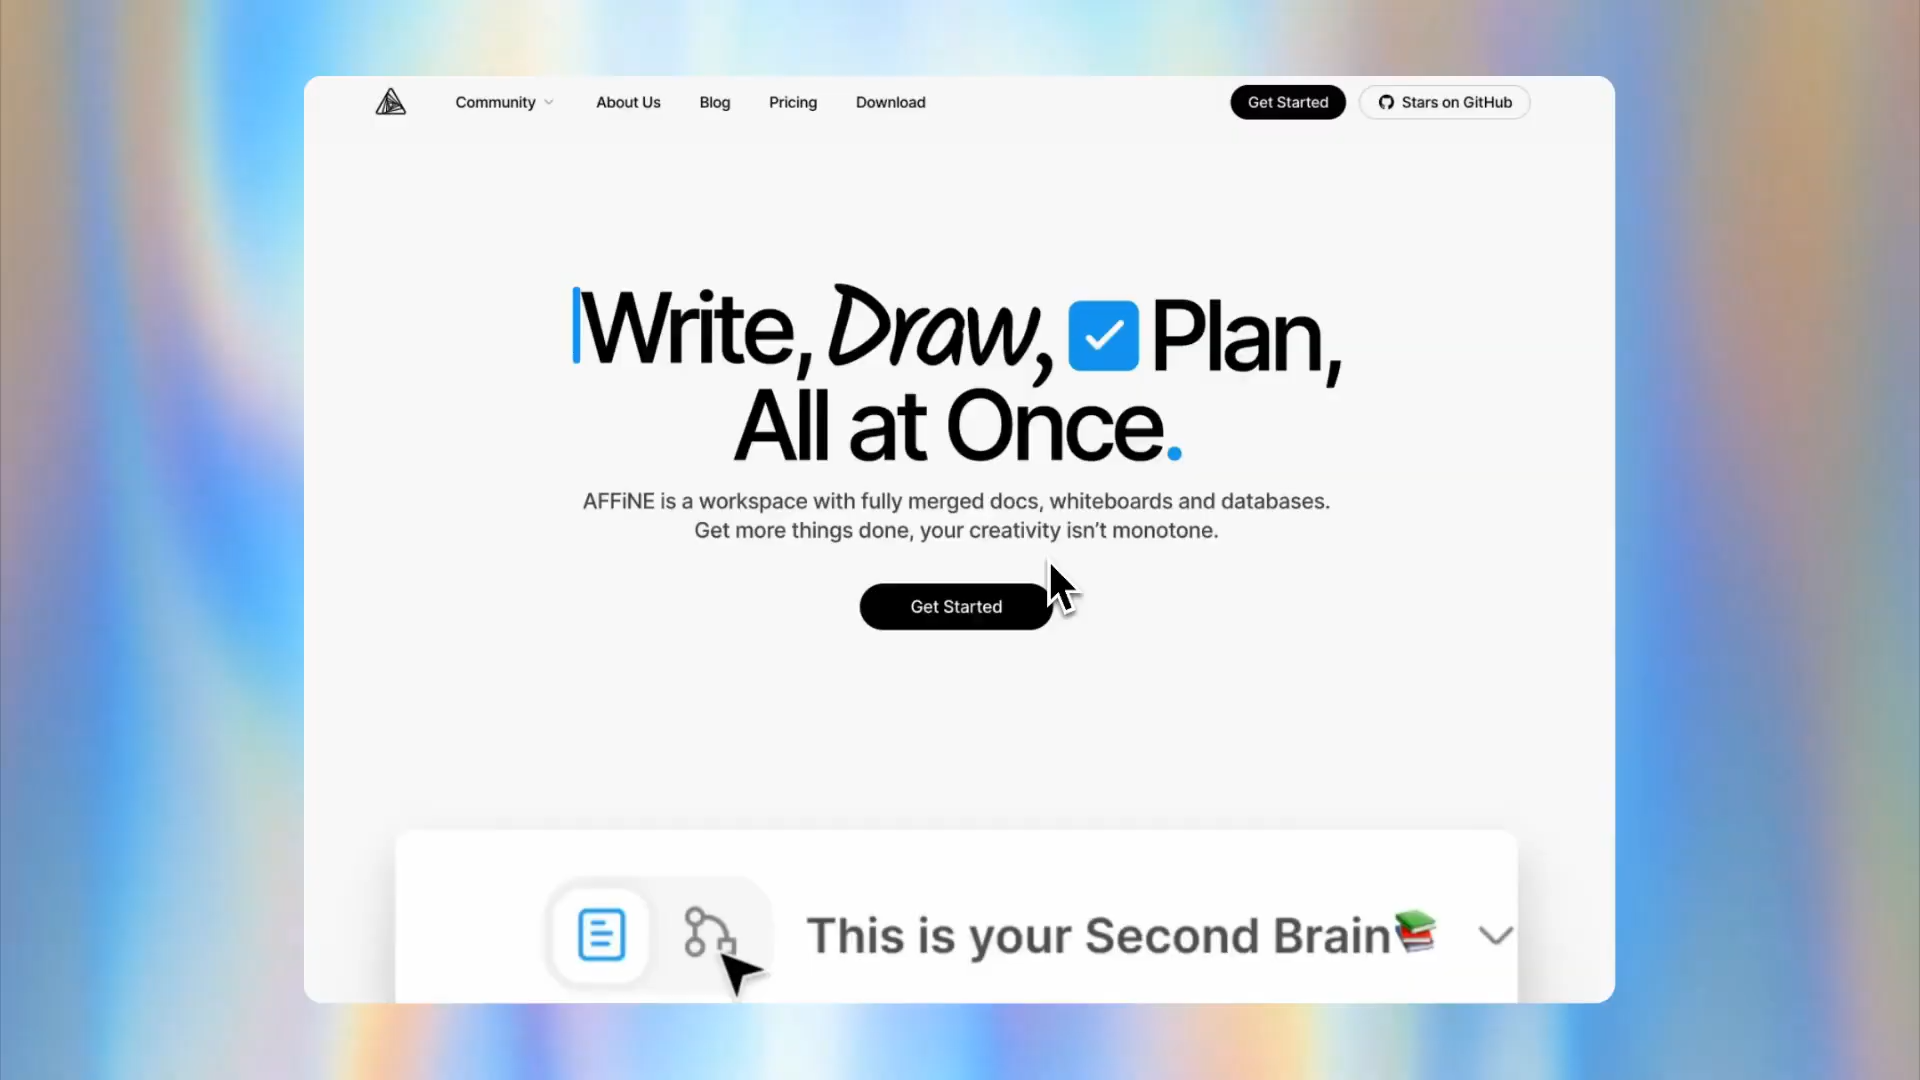 Community
About Us
Blog
Pricing
Download
Get Started
Stars on GitHub
Write, Draw, Plan,
All at Once.
AFFiNE is a workspace with fully merged docs, whiteboards and databases.
Get more things done, your creativity isn’t monotone.
Get Started
This is your Second Brain